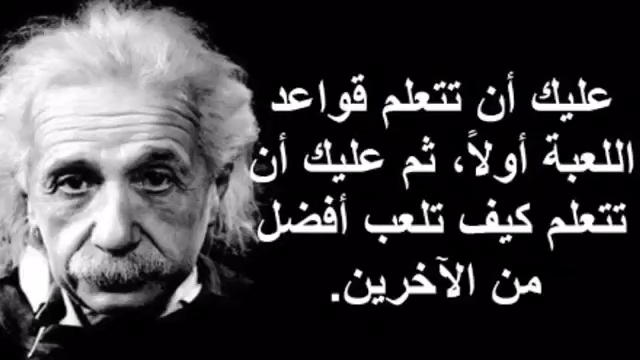 عليك أن تتعلم قواعد
اللعبة أولاً، ثم عليك أن
تتعلم كيف تلعب أفضل
من الآخرين.